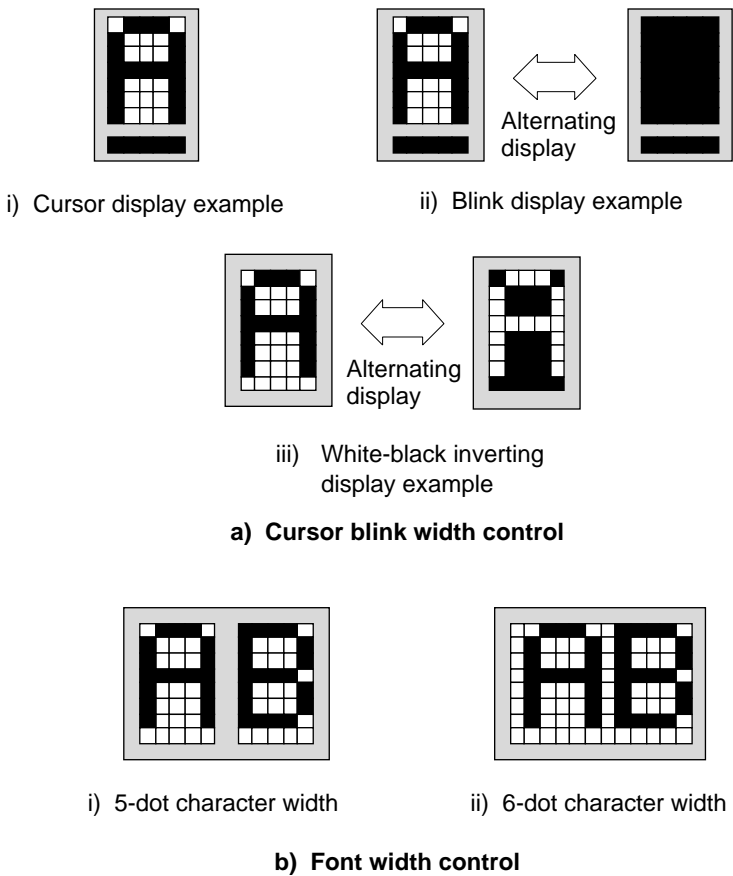 Alternating
display
i) Cursor display example
ii) Blink display example
Alternating
display
iii) White-black inverting
display example
a) Cursor blink width control
i) 5-dot character width
ii) 6-dot character width
b) Font width control